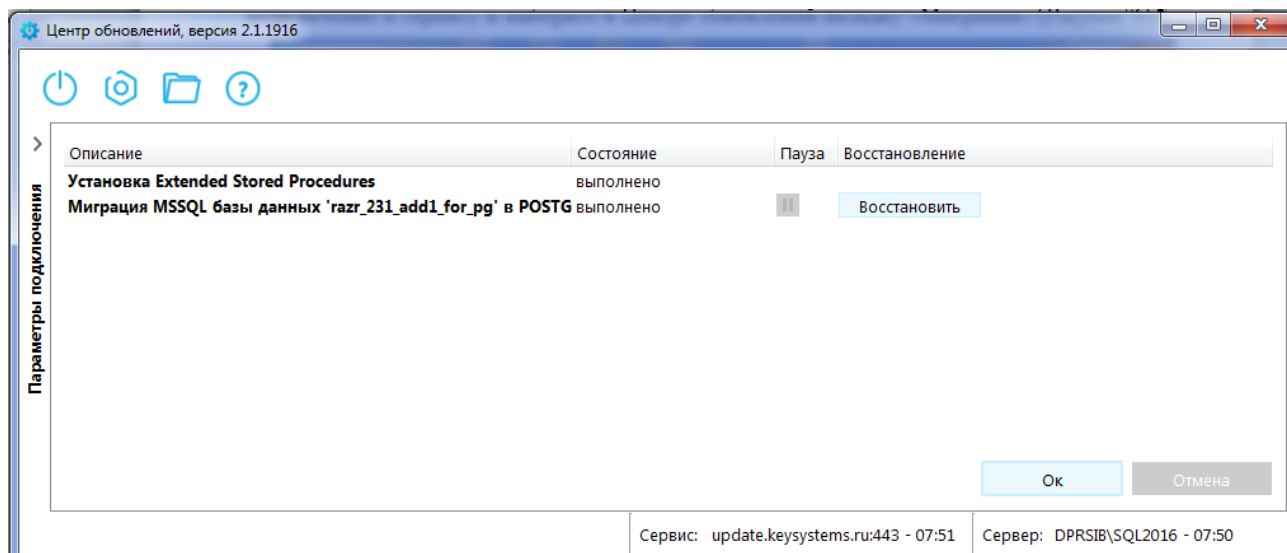 Центр обновлений, версия 2.1.1916
?
Параметры подключения
Описание Состояние Пауза Восстановление
Установка Extended Stored Procedures выполнено
Миграция MSSQL базы данных 'razr_231_add1_for_pg' в POSTG выполнено Восстановить
Ок Отмена
Сервис: update.keysystems.ru:443 - 07:51 Сервер: DPRSIB\SQL2016 - 07:50